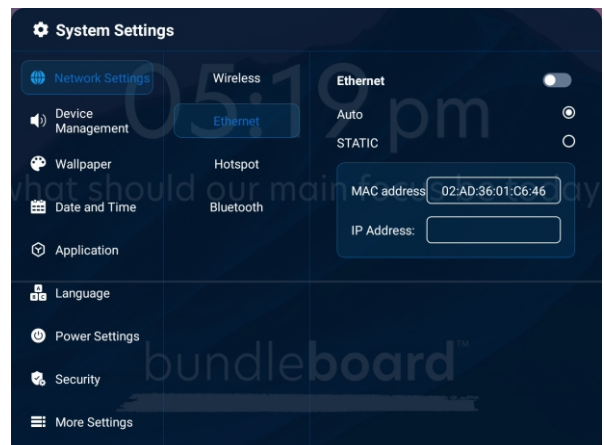 System Settings
Network Settings
Device
Management
Wallpaper
Date and Time
Application
Language
Power Settings
Security
More Settings
Wireless
Ethernet
Hotspot
Bluetooth
Ethernet
Auto
STATIC
MAC address
02:AD:36:01:C6:46
IP Address:
05:19 pm
what should our main focus be today
bundleboard™